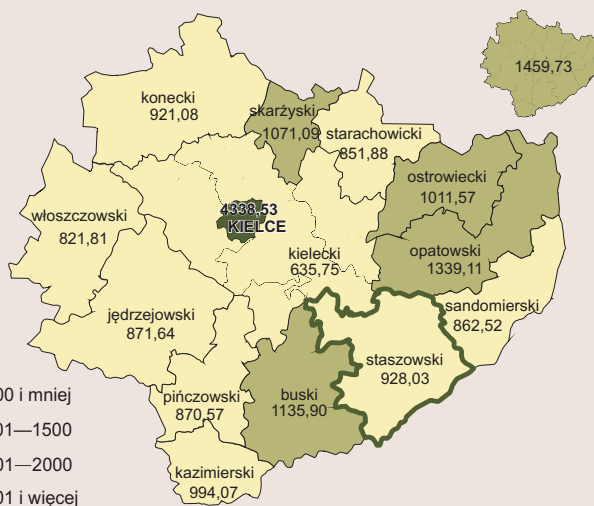 1459,73
konecki
921,08
skarżyski
1071,09
starachowicki
851,88
ostrowiecki
1011,57
włoszczowski
821,81
4338,53
KIELCE
kielecki
635,75
opatowski
1339,11
jędrzejowski
871,64
sandomierski
862,52
staszowski
928,03
pińczowski
870,57
buski
1135,90
kazimierski
994,07
00 i mniej
01—1500
01—2000
01 i więcej